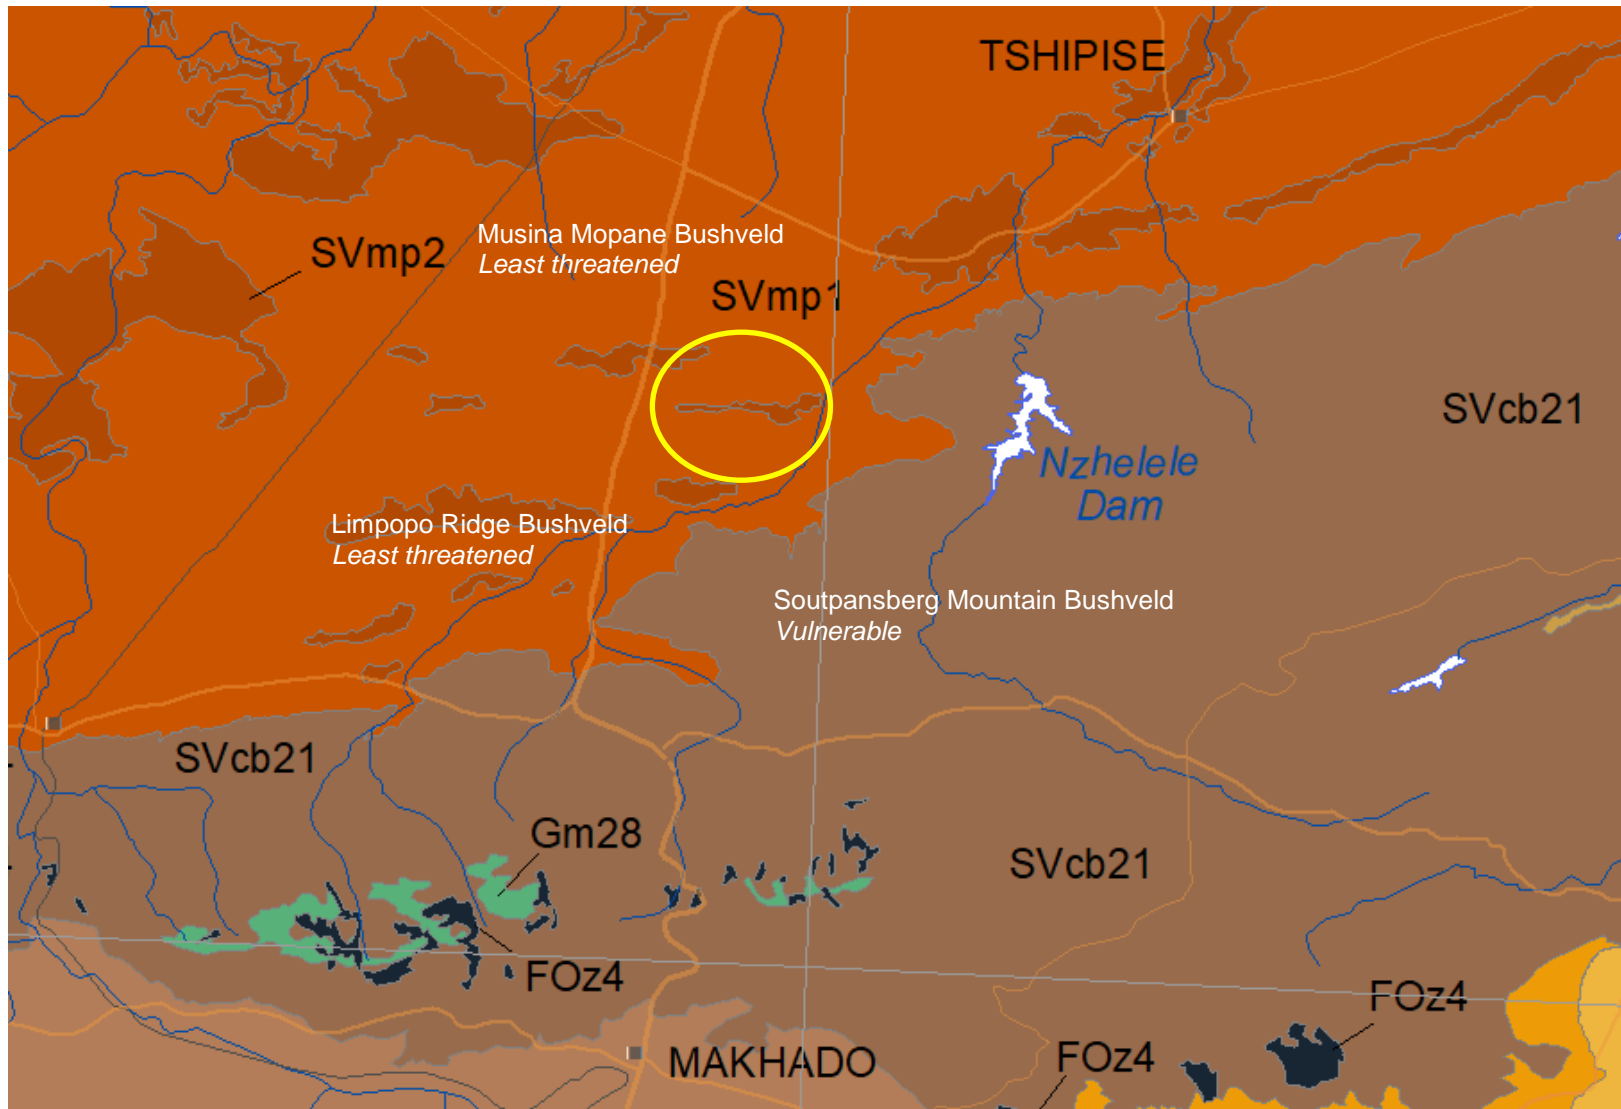 TSHIPISE
Musina Mopane Bushveld
Least threatened
SVmp2
SVmp1
SVcb21
Nzhelele
Dam
Limpopo Ridge Bushveld
Least threatened
Soutpansberg Mountain Bushveld
Vulnerable
SVcb21
Gm28
SVcb21
FOz4
FOz4
MAKHADO
FOz4